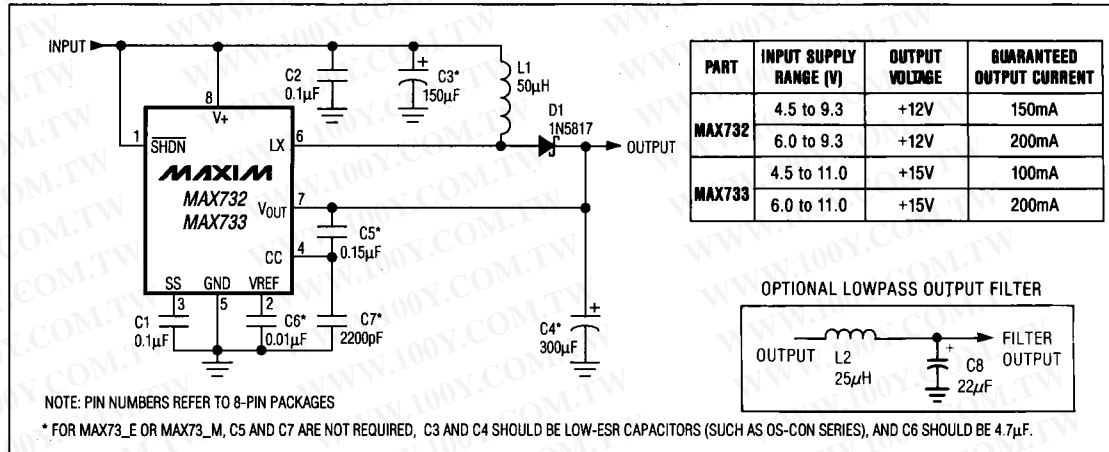 INPUT
8
V+
1
SHDN
LX
6
MAXIM
MAX732
MAX733
VOUT
7
CC
4
SS
GND
VREF
3
5
2
C1
0.1µF
C6*
0.01µF
C7*
2200pF
C5*
0.15µF
C2
0.1µF
+
C3*
150µF
L1
50µH
D1
1N5817
OUTPUT
+
C4*
300µF
PART INPUT SUPPLY RANGE (V) OUTPUT VOLTAGE GUARANTEED OUTPUT CURRENT
MAX732 4.5 to 9.3 +12V 150mA
6.0 to 9.3 +12V 200mA
MAX733 4.5 to 11.0 +15V 100mA
6.0 to 11.0 +15V 200mA
OPTIONAL LOWPASS OUTPUT FILTER
OUTPUT
L2
25µH
+
C8
22µF
FILTER
OUTPUT
NOTE: PIN NUMBERS REFER TO 8-PIN PACKAGES
* FOR MAX73_E OR MAX73_M, C5 AND C7 ARE NOT REQUIRED, C3 AND C4 SHOULD BE LOW-ESR CAPACITORS (SUCH AS OS-CON SERIES), AND C6 SHOULD BE 4.7µF.
WWW.100Y.COM.TW